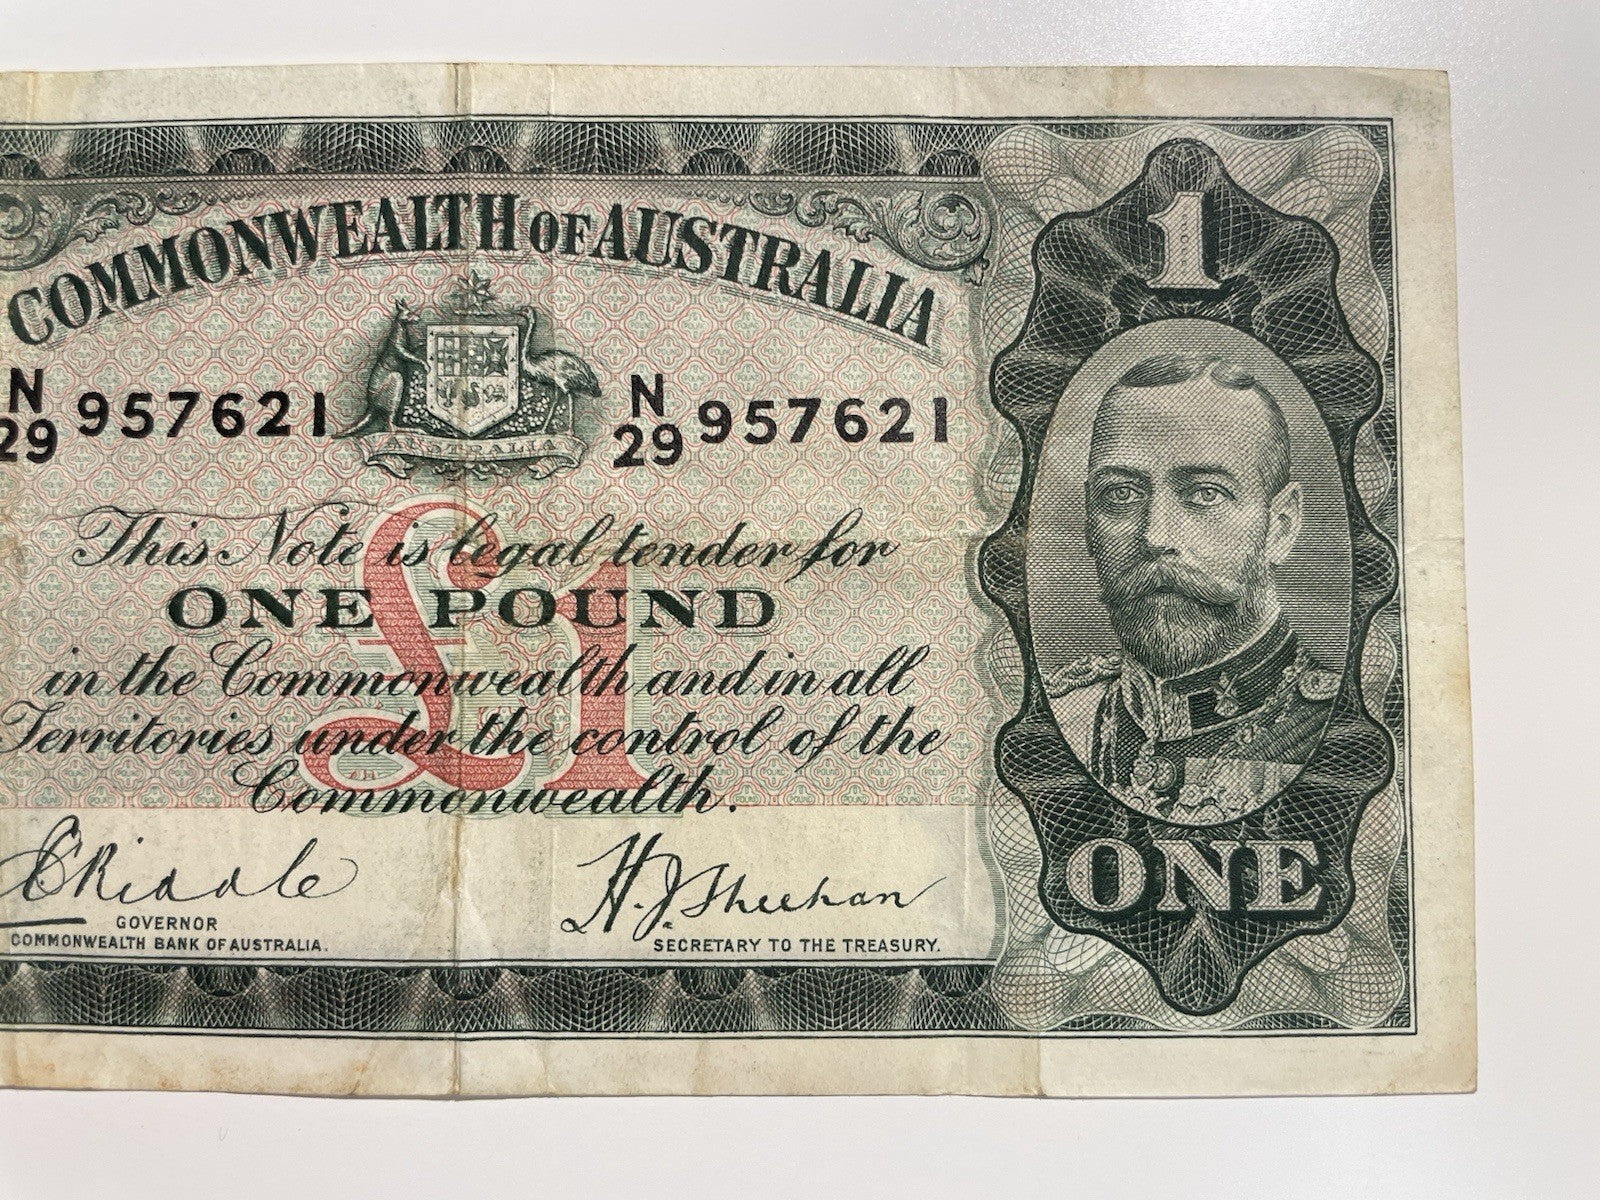 1
COMMONWEALTH OF AUSTRALIA
N
29 957621
AUSTRALIA
N
29 957621
£1
This Note is legal tender for
ONE POUND
in the Commonwealth and in all
Territories under the control of the
Commonwealth.
E Riddle
GOVERNOR
COMMONWEALTH BANK OF AUSTRALIA.
H. J. Sheehan
SECRETARY TO THE TREASURY.
ONE